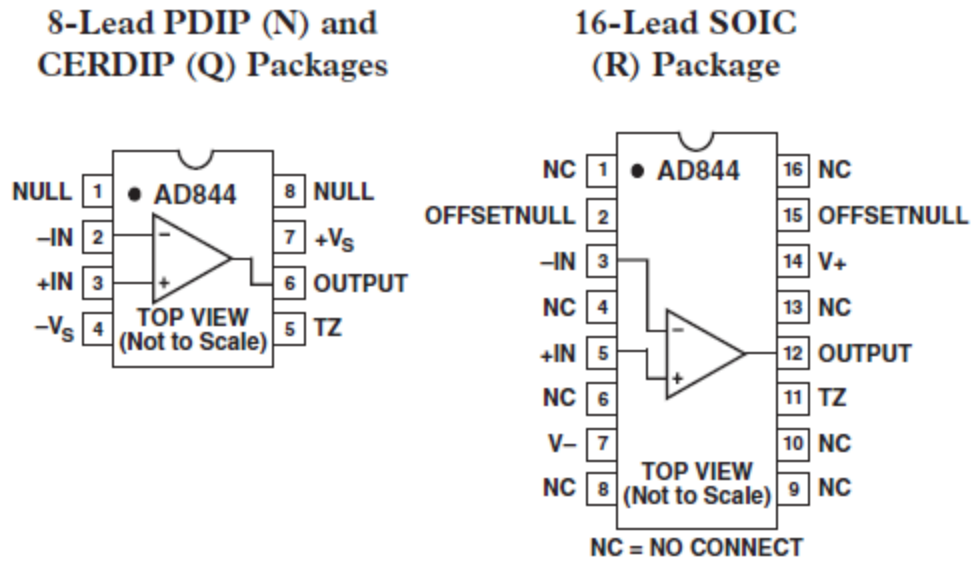 8-Lead PDIP (N) and
CERDIP (Q) Packages
NULL 1 AD844 8 NULL
–IN 2 – 7 +VS
+IN 3 + 6 OUTPUT
–VS 4 TOP VIEW 5 TZ
(Not to Scale)
16-Lead SOIC
(R) Package
NC 1 AD844 16 NC
OFFSETNULL 2 15 OFFSETNULL
–IN 3 14 V+
NC 4 – 13 NC
+IN 5 + 12 OUTPUT
NC 6 11 TZ
V– 7 10 NC
TOP VIEW
NC 8 (Not to Scale) 9 NC
NC = NO CONNECT